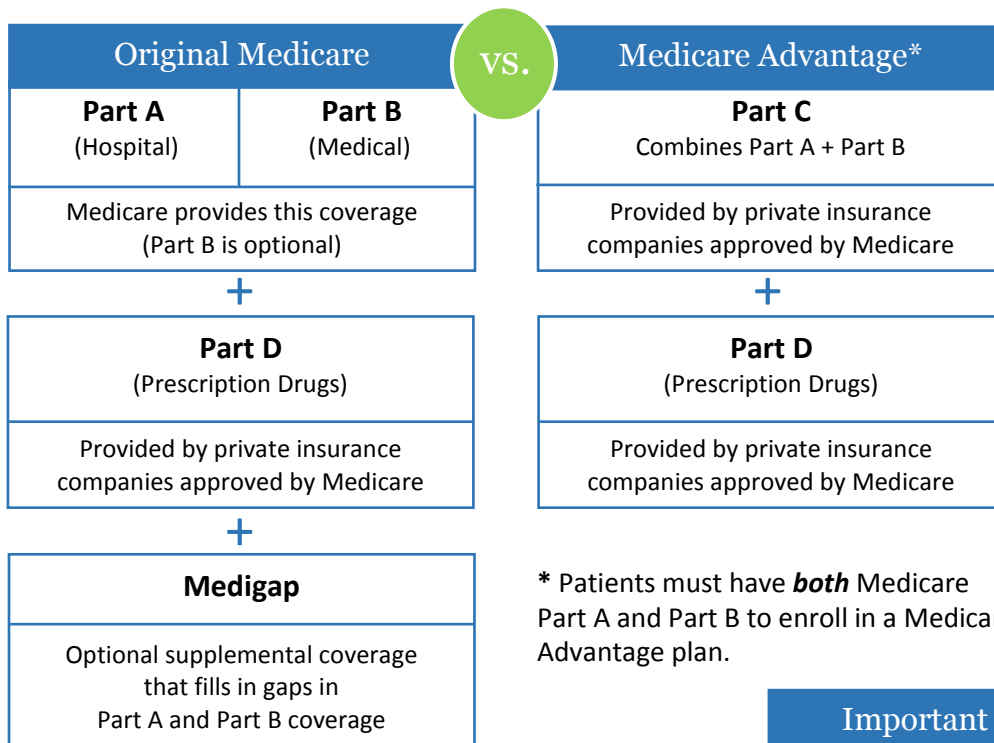 Original Medicare
vs.
Medicare Advantage*
Part A
(Hospital)
Part B
(Medical)
Medicare provides this coverage
(Part B is optional)
+
Part D
(Prescription Drugs)
Provided by private insurance
companies approved by Medicare
+
Medigap
Optional supplemental coverage
that fills in gaps in
Part A and Part B coverage
Part C
Combines Part A + Part B
Provided by private insurance
companies approved by Medicare
+
Part D
(Prescription Drugs)
Provided by private insurance
companies approved by Medicare
* Patients must have both Medicare
Part A and Part B to enroll in a Medica
Advantage plan.
Important